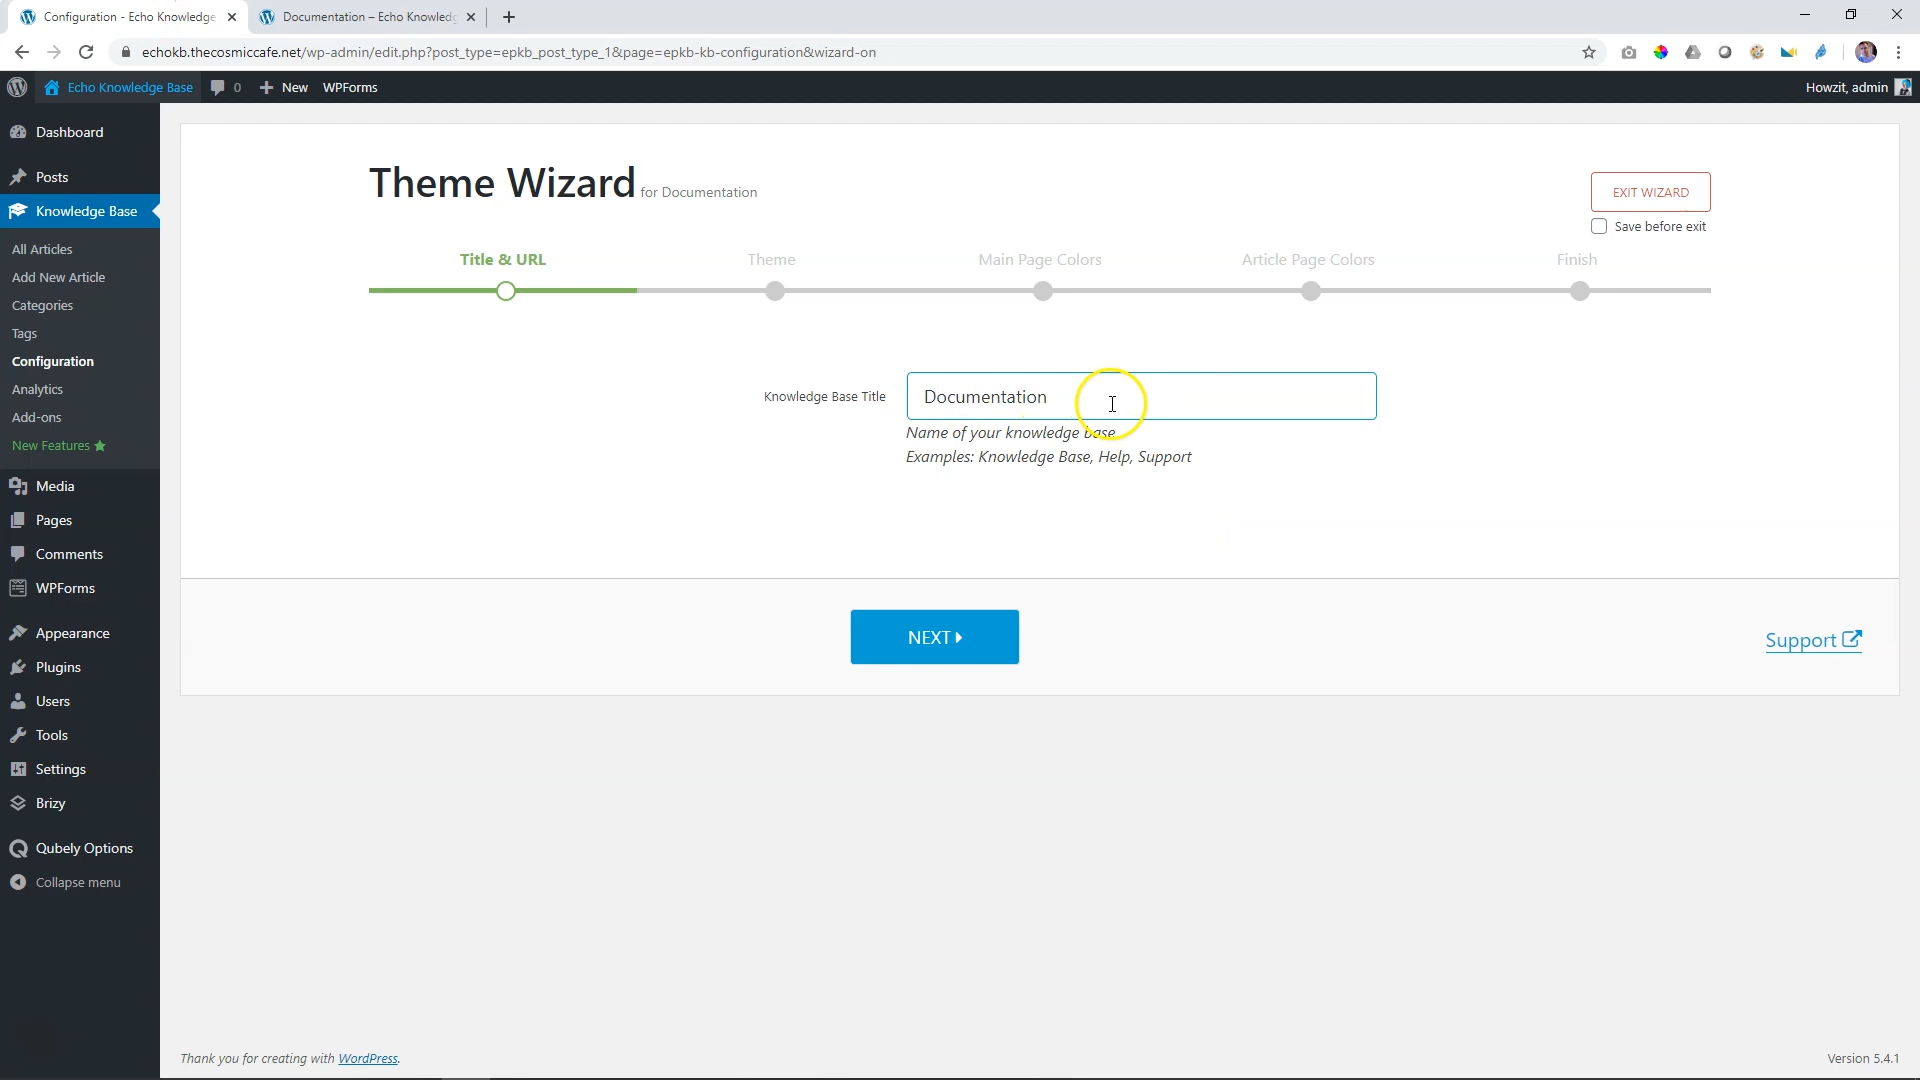 Configuration - Echo Knowledge
Documentation – Echo Knowledg
echokb.thecosmiccafe.net/wp-admin/edit.php?post_type=epkb_post_type_1&page=epkb-kb-configuration&wizard-on
Echo Knowledge Base
0
New
WPForms
Howzit, admin
Dashboard
Posts
Knowledge Base
All Articles
Add New Article
Categories
Tags
Configuration
Analytics
Add-ons
New Features
Media
Pages
Comments
WPForms
Appearance
Plugins
Users
Tools
Settings
Brizy
Qubely Options
Collapse menu
Theme Wizard for Documentation
EXIT WIZARD
Save before exit
Title & URL
Theme
Main Page Colors
Article Page Colors
Finish
Knowledge Base Title
Documentation
Name of your knowledge base
Examples: Knowledge Base, Help, Support
NEXT
Support
Thank you for creating with WordPress.
Version 5.4.1